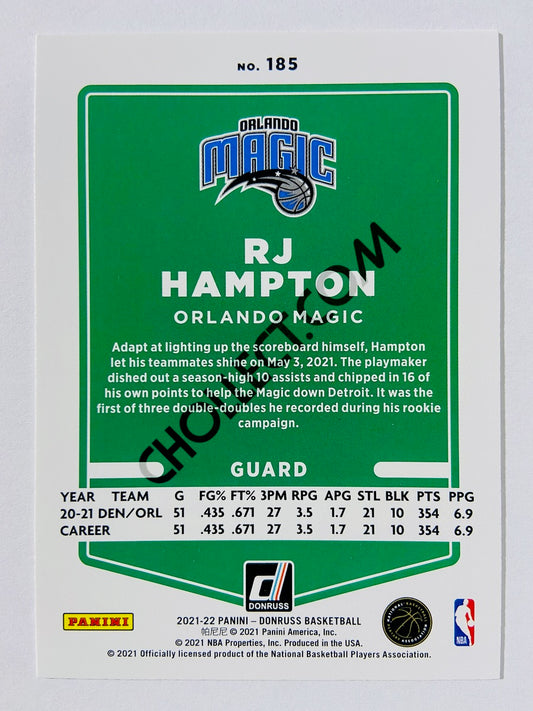 NO. 185
ORLANDO
MAGIC
RJ
HAMPTON
ORLANDO MAGIC
Adapt at lighting up the scoreboard himself, Hampton
let his teammates shine on May 3, 2021. The playmaker
dished out a season-high 10 assists and chipped in 16 of
his own points to help the Magic down Detroit. It was the
first of three double-doubles he recorded during his rookie
campaign.
CHOLLECT.COM
GUARD
YEAR TEAM G FG% FT% 3PM RPG APG STL BLK PTS PPG
20-21 DEN/ORL 51 .435 .671 27 3.5 1.7 21 10 354 6.9
CAREER 51 .435 .671 27 3.5 1.7 21 10 354 6.9
DONRUSS
PANINI
2021-22 PANINI – DONRUSS BASKETBALL
帕尼尼 © 2021 Panini America, Inc.
© 2021 NBA Properties, Inc. Produced in the USA.
© 2021 Officially licensed product of the National Basketball Players Association.
NBA